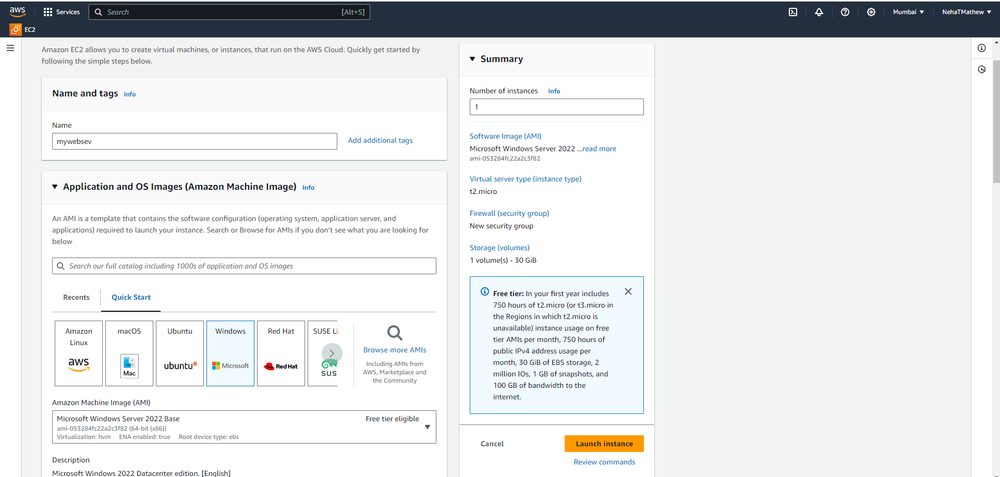 aws
Services
Search [Alt+S]
Mumbai
NehaTMathew
EC2
Amazon EC2 allows you to create virtual machines, or instances, that run on the AWS Cloud. Quickly get started by
following the simple steps below.
Name and tags Info
Name
mywebsev
Add additional tags
Application and OS Images (Amazon Machine Image) Info
An AMI is a template that contains the software configuration (operating system, application server, and
applications) required to launch your instance. Search or Browse for AMIs if you don't see what you are looking for
below
Search our full catalog including 1000s of application and OS images
Recents
Quick Start
Amazon
Linux
aws
macOS
Mac
Ubuntu
ubuntu
Windows
Microsoft
Red Hat
Red Hat
SUSE Li
SUS
Browse more AMIs
Including AMIs from
AWS, Marketplace and
the Community
Amazon Machine Image (AMI)
Microsoft Windows Server 2022 Base
Free tier eligible
ami-053284fc22a2c3f82 (64-bit (x86))
Virtualization: hvm ENA enabled: true Root device type: ebs
Description
Microsoft Windows 2022 Datacenter edition. [English]
Summary
Number of instances Info
1
Software Image (AMI)
Microsoft Windows Server 2022 ...read more
ami-053284fc22a2c3f82
Virtual server type (instance type)
t2.micro
Firewall (security group)
New security group
Storage (volumes)
1 volume(s) - 30 GiB
Free tier: In your first year includes
750 hours of t2.micro (or t3.micro in
the Regions in which t2.micro is
unavailable) instance usage on free
tier AMIs per month, 750 hours of
public IPv4 address usage per
month, 30 GiB of EBS storage, 2
million IOs, 1 GB of snapshots, and
100 GB of bandwidth to the
internet.
Cancel
Launch instance
Review commands